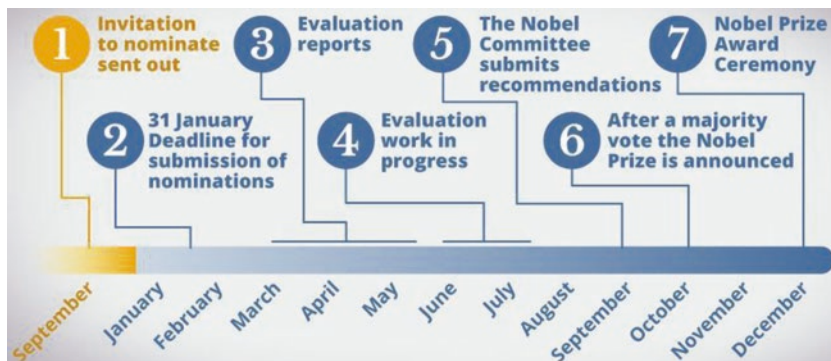 1
Invitation
to nominate
sent out
2
31 January
Deadline for
submission of
nominations
3
Evaluation
reports
4
Evaluation
work in
progress
5
The Nobel
Committee
submits
recommendations
6
After a majority
vote the Nobel
Prize is announced
7
Nobel Prize
Award
Ceremony
September
January
February
March
April
May
June
July
August
September
October
November
December